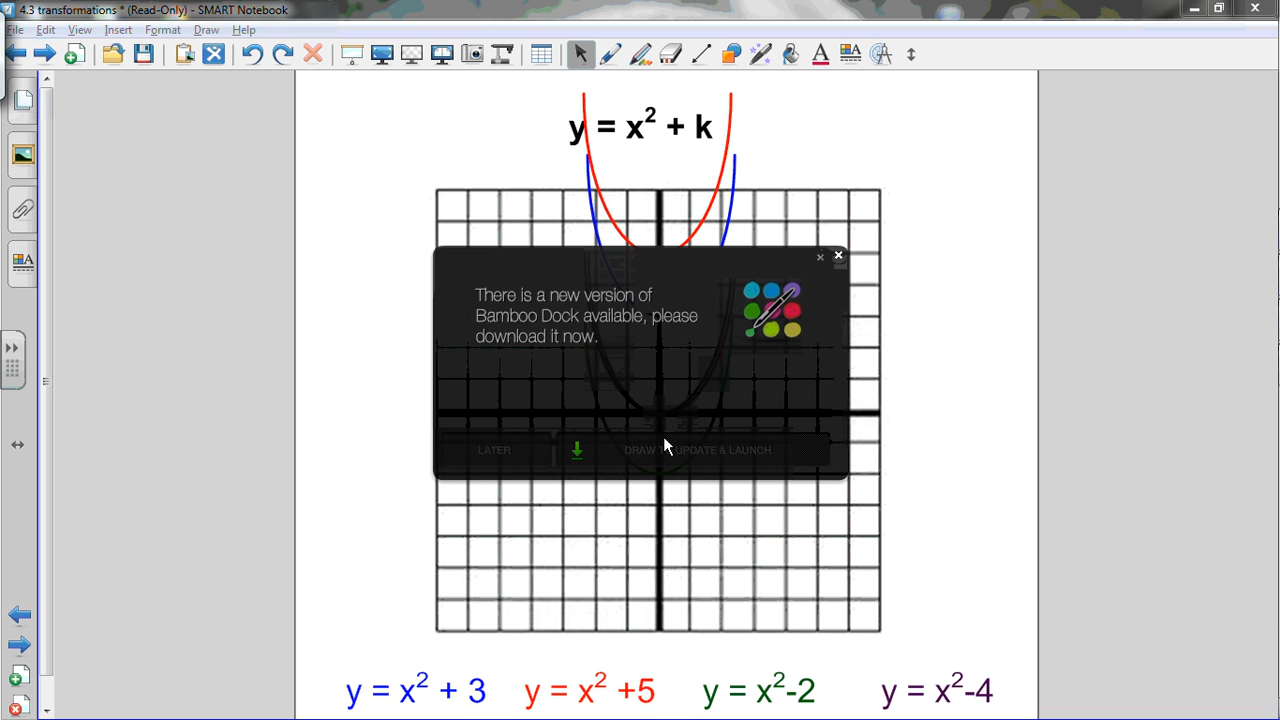 4.3 transformations * (Read-Only) - SMART Notebook
File Edit View Insert Format Draw Help
y = x² + k
There is a new version of
Bamboo Dock available, please
download it now.
LATER
UPDATE & LAUNCH
y = x² + 3 y = x² +5 y = x²-2 y = x²-4